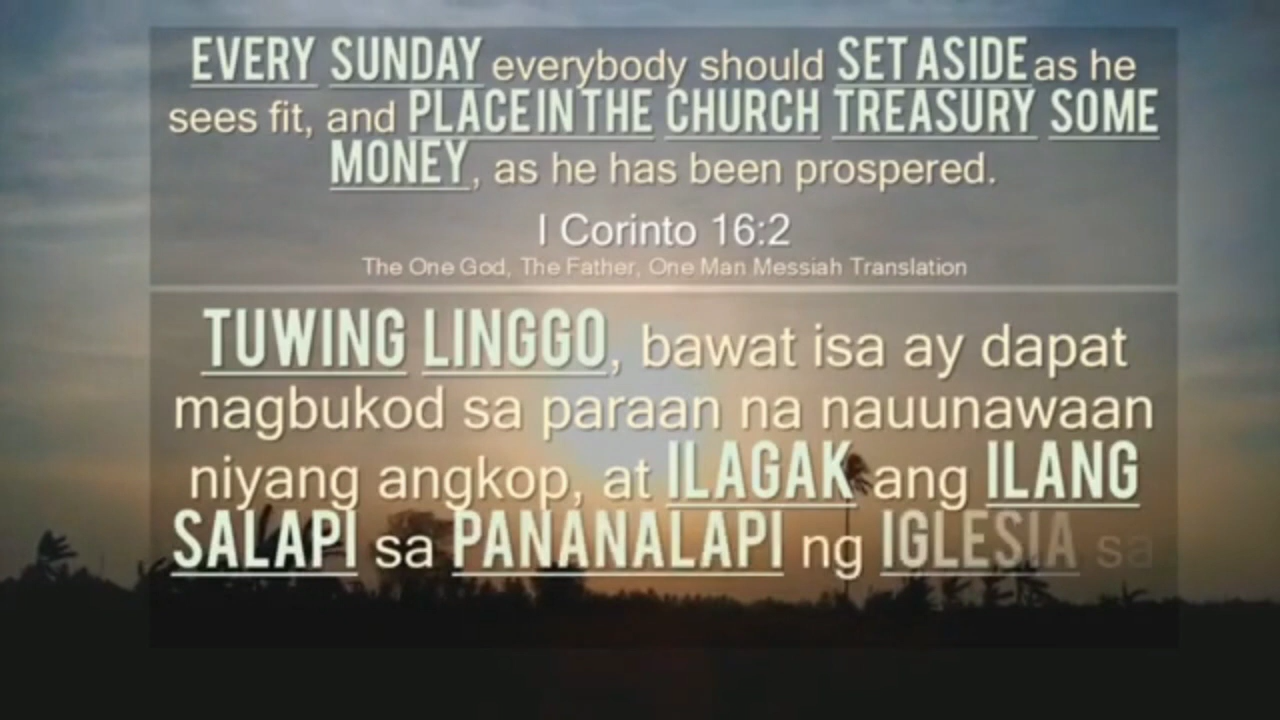 EVERY SUNDAY everybody should SET ASIDE as he
sees fit, and PLACE IN THE CHURCH TREASURY SOME
MONEY, as he has been prospered.
I Corinto 16:2
The One God, The Father, One Man Messiah Translation
TUWING LINGGO, bawat isa ay dapat
magbukod sa paraan na nauunawaan
niyang angkop, at ILAGAK ang ILANG
SALAPI sa PANANALAPI ng IGLESIA sa